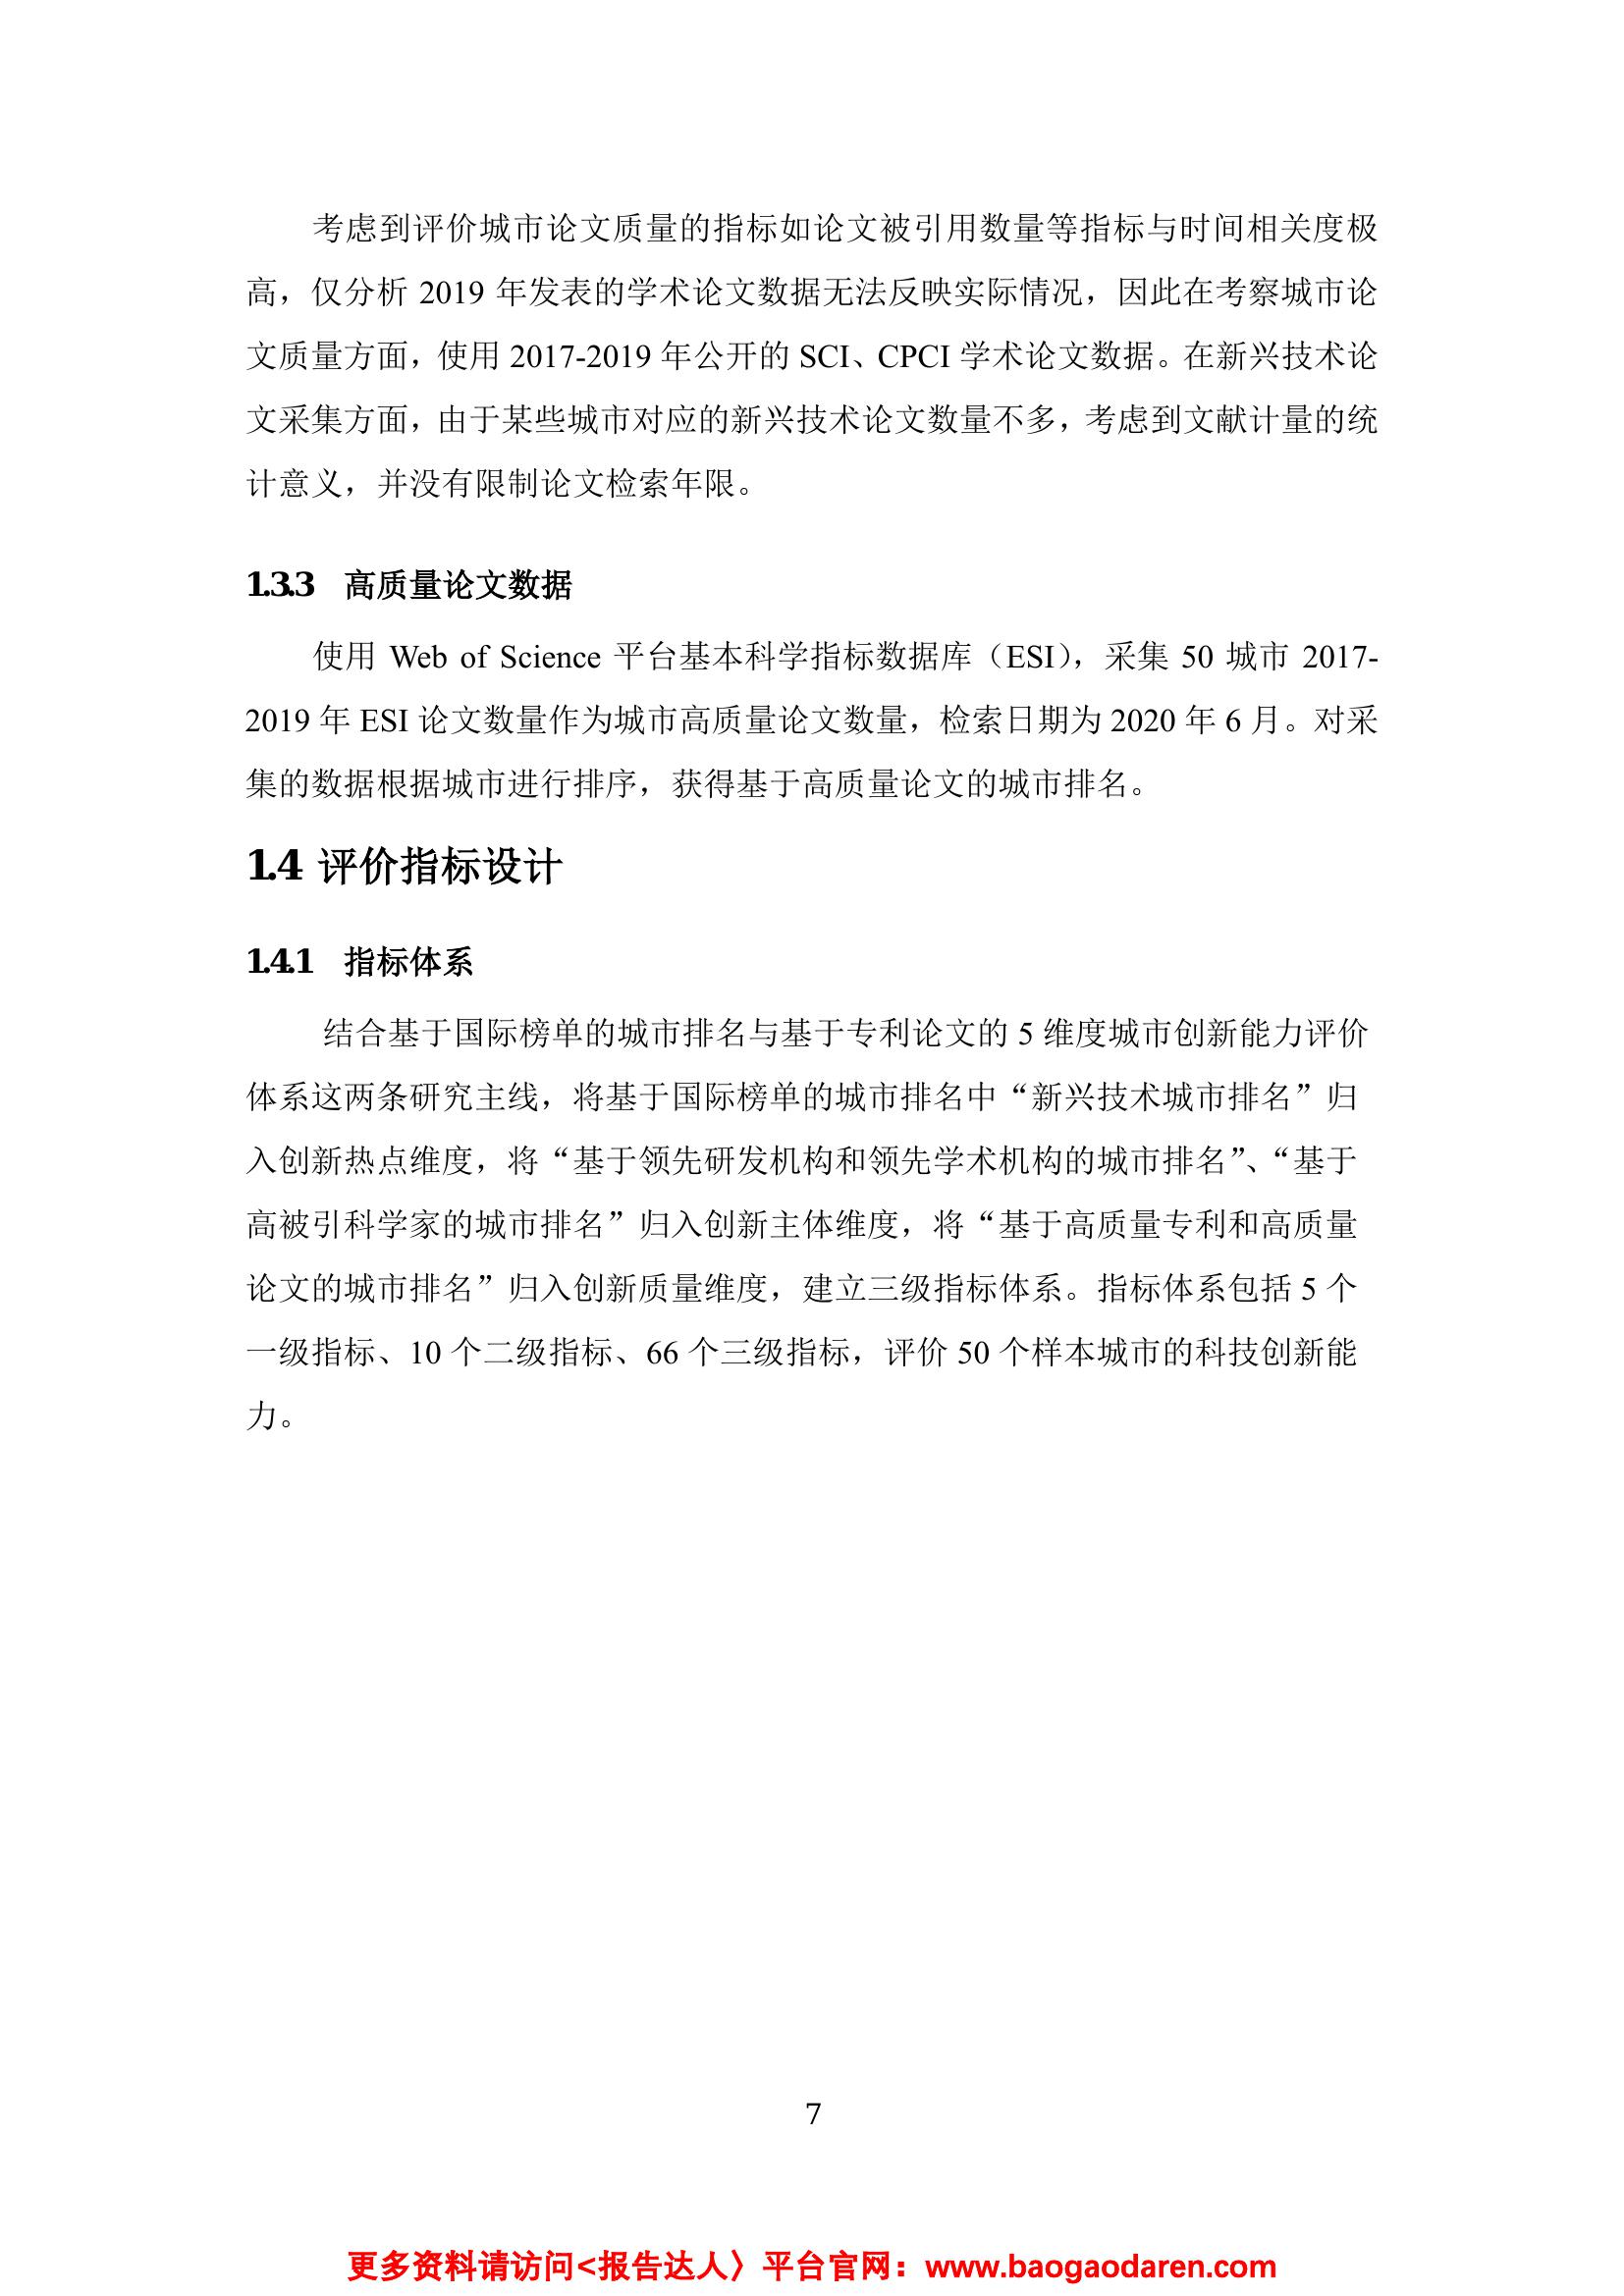 考虑到评价城市论文质量的指标如论文被引用数量等指标与时间相关度极
高，仅分析 2019 年发表的学术论文数据无法反映实际情况，因此在考察城市论
文质量方面，使用 2017-2019 年公开的 SCI、CPCI 学术论文数据。在新兴技术论
文采集方面，由于某些城市对应的新兴技术论文数量不多，考虑到文献计量的统
计意义，并没有限制论文检索年限。
1.3.3 高质量论文数据
使用 Web of Science 平台基本科学指标数据库（ESI），采集 50 城市 2017-
2019 年 ESI 论文数量作为城市高质量论文数量，检索日期为 2020 年 6 月。对采
集的数据根据城市进行排序，获得基于高质量论文的城市排名。
1.4 评价指标设计
1.4.1 指标体系
结合基于国际榜单的城市排名与基于专利论文的 5 维度城市创新能力评价
体系这两条研究主线，将基于国际榜单的城市排名中“新兴技术城市排名”归
入创新热点维度，将“基于领先研发机构和领先学术机构的城市排名”、“基于
高被引科学家的城市排名”归入创新主体维度，将“基于高质量专利和高质量
论文的城市排名”归入创新质量维度，建立三级指标体系。指标体系包括 5 个
一级指标、10 个二级指标、66 个三级指标，评价 50 个样本城市的科技创新能
力。
7
更多资料请访问<报告达人〉平台官网：www.baogaodaren.com